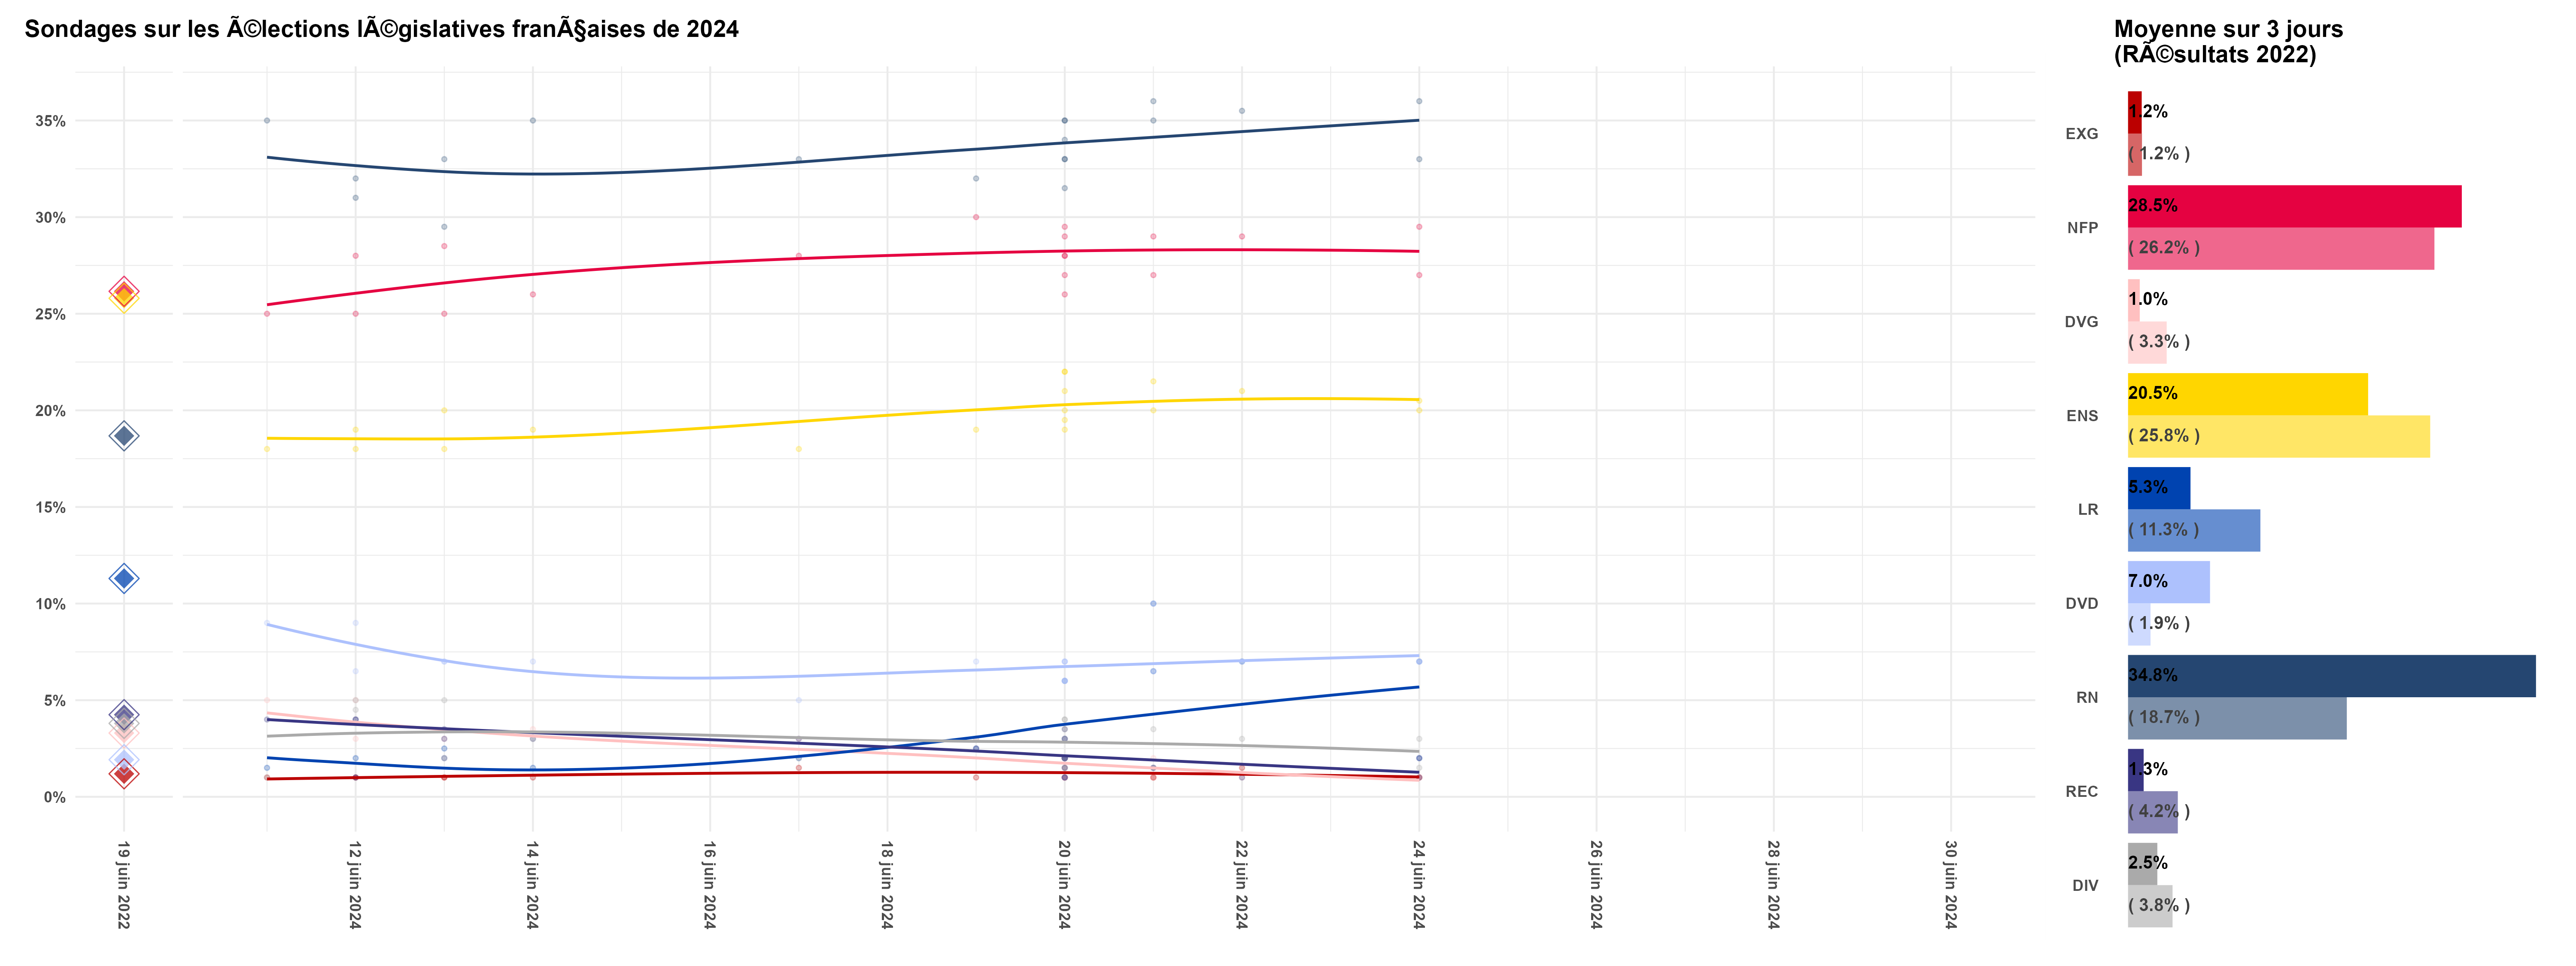 Sondages sur les Ã©lections lÃ©gislatives franÃ§aises de 2024
35%
30%
25%
20%
15%
10%
5%
0%
19 juin 2022
12 juin 2024
14 juin 2024
16 juin 2024
18 juin 2024
20 juin 2024
22 juin 2024
24 juin 2024
26 juin 2024
28 juin 2024
30 juin 2024
Moyenne sur 3 jours
(RÃ©sultats 2022)
EXG
1.2%
( 1.2% )
NFP
28.5%
( 26.2% )
DVG
1.0%
( 3.3% )
ENS
20.5%
( 25.8% )
LR
5.3%
( 11.3% )
DVD
7.0%
( 1.9% )
RN
34.8%
( 18.7% )
REC
1.3%
( 4.2% )
DIV
2.5%
( 3.8% )